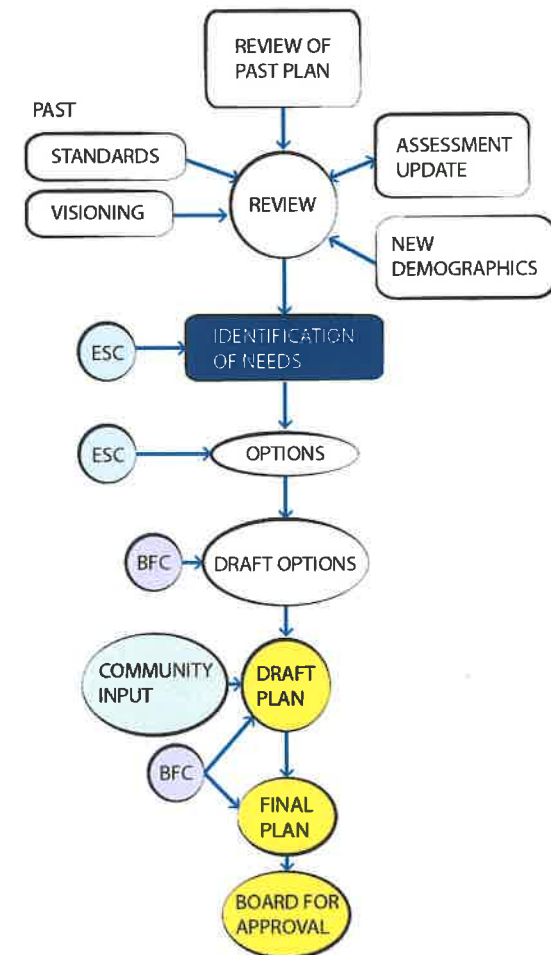 REVIEW OF
PAST PLAN
PAST
STANDARDS
VISIONING
REVIEW
ASSESSMENT
UPDATE
NEW
DEMOGRAPHICS
ESC
IDENTIFICATION
OF NEEDS
ESC
OPTIONS
BFC
DRAFT OPTIONS
COMMUNITY
INPUT
DRAFT
PLAN
BFC
FINAL
PLAN
BOARD FOR
APPROVAL